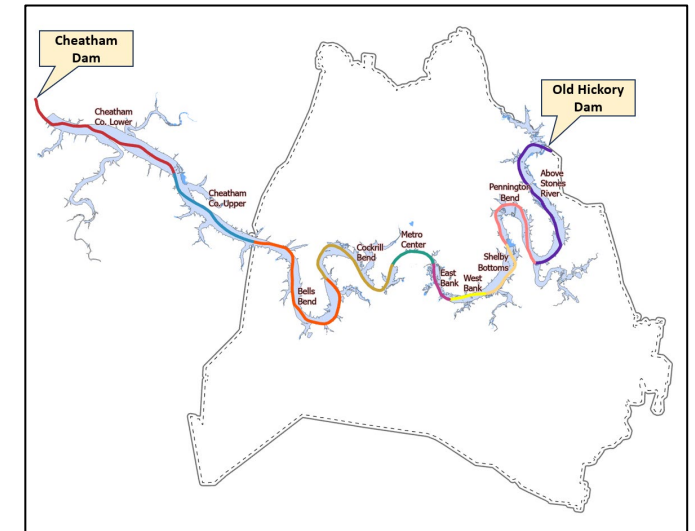 Cheatham
Dam
Cheatham
Co. Lower
Old Hickory
Dam
Above
Stones
River
Pennington
Bend
Cheatham
Co. Upper
Metro
Center
Cockrill
Bend
Shelby
Bottoms
East
Bank
West
Bank
Bells
Bend